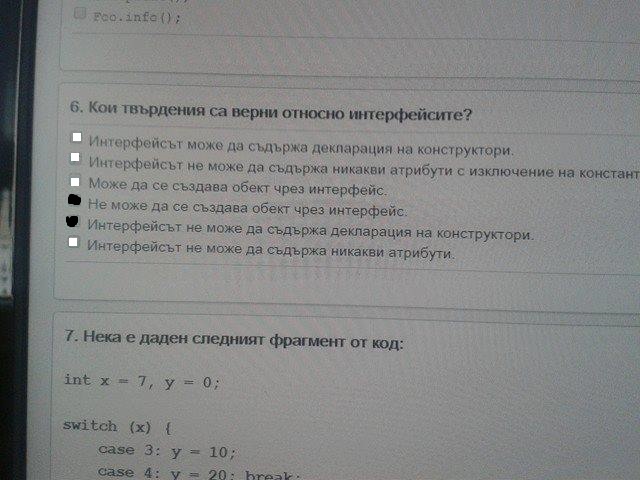 Foo.info();
6. Кои твърдения са верни относно интерфейсите?
Интерфейсът може да съдържа декларация на конструктори.
Интерфейсът не може да съдържа никакви атрибути с изключение на констант
Може да се създава обект чрез интерфейс.
Не може да се създава обект чрез интерфейс.
Интерфейсът не може да съдържа декларация на конструктори.
Интерфейсът не може да съдържа никакви атрибути.
7. Нека е даден следният фрагмент от код:
int x = 7, y = 0;
switch (x) {
case 3: y = 10;
case 4: y = 20; break;